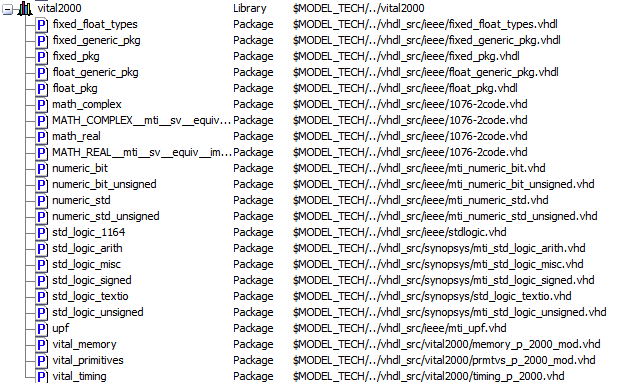 vital2000 Library $MODEL_TECH/../vital2000
P fixed_float_types Package $MODEL_TECH/../vhdl_src/ieee/fixed_float_types.vhdl
P fixed_generic_pkg Package $MODEL_TECH/../vhdl_src/ieee/fixed_generic_pkg.vhdl
P fixed_pkg Package $MODEL_TECH/../vhdl_src/ieee/fixed_pkg.vhdl
P float_generic_pkg Package $MODEL_TECH/../vhdl_src/ieee/float_generic_pkg.vhdl
P float_pkg Package $MODEL_TECH/../vhdl_src/ieee/float_pkg.vhdl
P math_complex Package $MODEL_TECH/../vhdl_src/ieee/1076-2code.vhd
P MATH_COMPLEX__mti__sv__equiv... Package $MODEL_TECH/../vhdl_src/ieee/1076-2code.vhd
P math_real Package $MODEL_TECH/../vhdl_src/ieee/1076-2code.vhd
P MATH_REAL__mti__sv__equiv__im... Package $MODEL_TECH/../vhdl_src/ieee/1076-2code.vhd
P numeric_bit Package $MODEL_TECH/../vhdl_src/ieee/mti_numeric_bit.vhd
P numeric_bit_unsigned Package $MODEL_TECH/../vhdl_src/ieee/mti_numeric_bit_unsigned.vhd
P numeric_std Package $MODEL_TECH/../vhdl_src/ieee/mti_numeric_std.vhd
P numeric_std_unsigned Package $MODEL_TECH/../vhdl_src/ieee/mti_numeric_std_unsigned.vhd
P std_logic_1164 Package $MODEL_TECH/../vhdl_src/ieee/stdlogic.vhd
P std_logic_arith Package $MODEL_TECH/../vhdl_src/synopsys/mti_std_logic_arith.vhd
P std_logic_misc Package $MODEL_TECH/../vhdl_src/synopsys/mti_std_logic_misc.vhd
P std_logic_signed Package $MODEL_TECH/../vhdl_src/synopsys/mti_std_logic_signed.vhd
P std_logic_textio Package $MODEL_TECH/../vhdl_src/synopsys/std_logic_textio.vhd
P std_logic_unsigned Package $MODEL_TECH/../vhdl_src/synopsys/mti_std_logic_unsigned.vhd
P upf Package $MODEL_TECH/../vhdl_src/ieee/mti_upf.vhd
P vital_memory Package $MODEL_TECH/../vhdl_src/vital2000/memory_p_2000_mod.vhd
P vital_primitives Package $MODEL_TECH/../vhdl_src/vital2000/prmtvs_p_2000_mod.vhd
P vital_timing Package $MODEL_TECH/../vhdl_src/vital2000/timing_p_2000.vhd